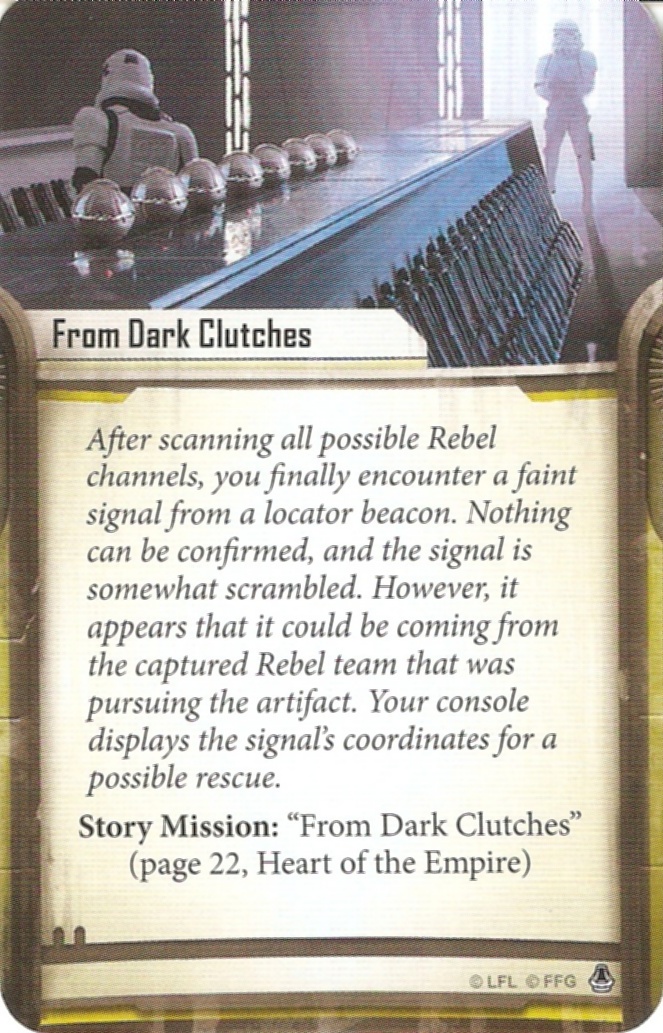 From Dark Clutches
After scanning all possible Rebel
channels, you finally encounter a faint
signal from a locator beacon. Nothing
can be confirmed, and the signal is
somewhat scrambled. However, it
appears that it could be coming from
the captured Rebel team that was
pursuing the artifact. Your console
displays the signal’s coordinates for a
possible rescue.
Story Mission: “From Dark Clutches”
(page 22, Heart of the Empire)
© LFL © FFG